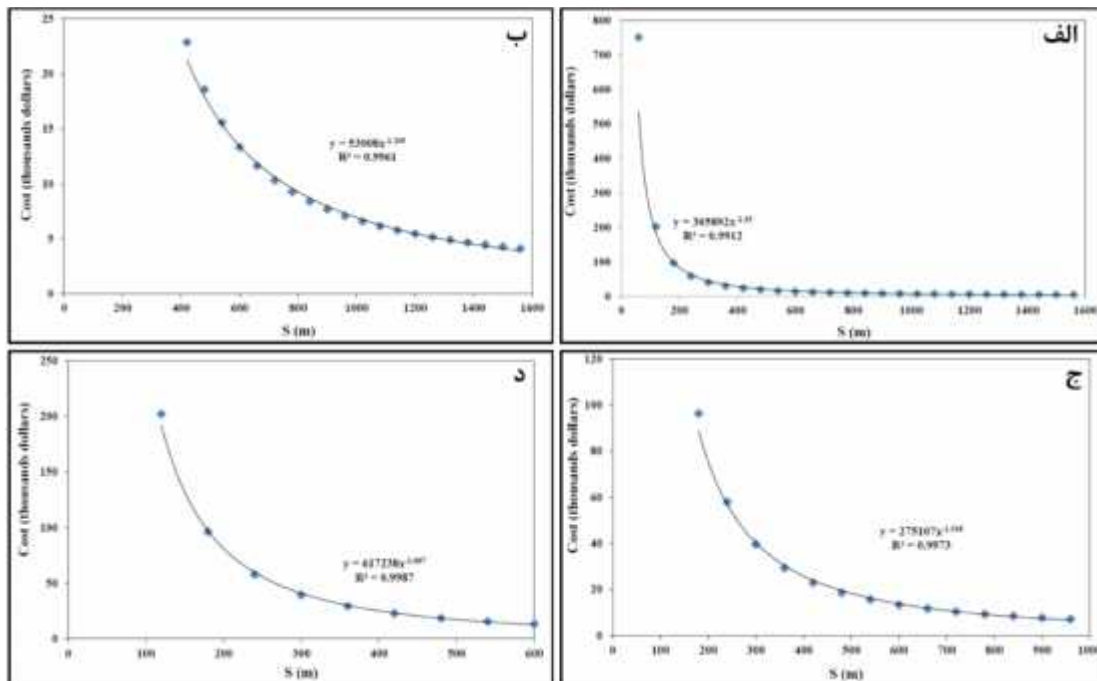 ب
Cost (thousands dollars)
25
20
15
10
5
0
R² = 0.9961
0 200 400 600 800 1000 1200 1400 1600
S (m)
الف
Cost (thousands dollars)
800
700
600
500
400
300
200
100
0
R² = 0.9912
0 200 400 600 800 1000 1200 1400 1600
S (m)
د
Cost (thousands dollars)
250
200
150
100
50
0
R² = 0.9987
0 100 200 300 400 500 600
S (m)
ج
Cost (thousands dollars)
120
100
80
60
40
20
0
R² = 0.9973
0 100 200 300 400 500 600 700 800 900 1000
S (m)